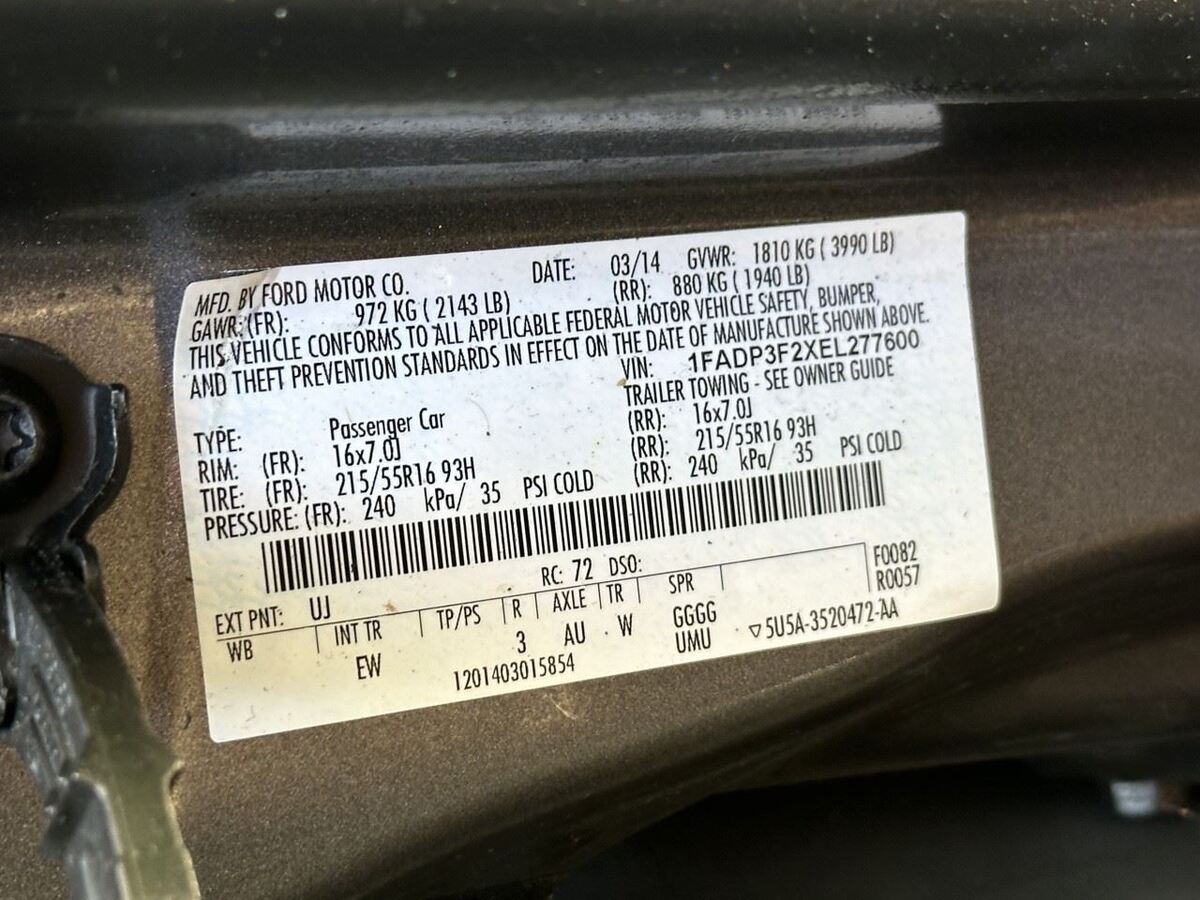 MFD. BY FORD MOTOR CO. DATE: 03/14 GVWR: 1810 KG ( 3990 LB)
GAWR: (FR): 972 KG ( 2143 LB) (RR): 880 KG ( 1940 LB)
THIS VEHICLE CONFORMS TO ALL APPLICABLE FEDERAL MOTOR VEHICLE SAFETY, BUMPER,
AND THEFT PREVENTION STANDARDS IN EFFECT ON THE DATE OF MANUFACTURE SHOWN ABOVE.
VIN: 1FADP3F2XEL277600
TRAILER TOWING - SEE OWNER GUIDE
TYPE: Passenger Car
RIM: (FR): 16x7.0J (RR): 16x7.0J
TIRE: (FR): 215/55R16 93H (RR): 215/55R16 93H
PRESSURE: (FR): 240 kPa/ 35 PSI COLD (RR): 240 kPa/ 35 PSI COLD
RC: 72 DSO:
EXT PNT: UJ F0082
R0057
WB INT TR TP/PS R AXLE TR SPR
EW 3 AU W GGGG
UMU ▽5U5A-3520472-AA
1201403015854